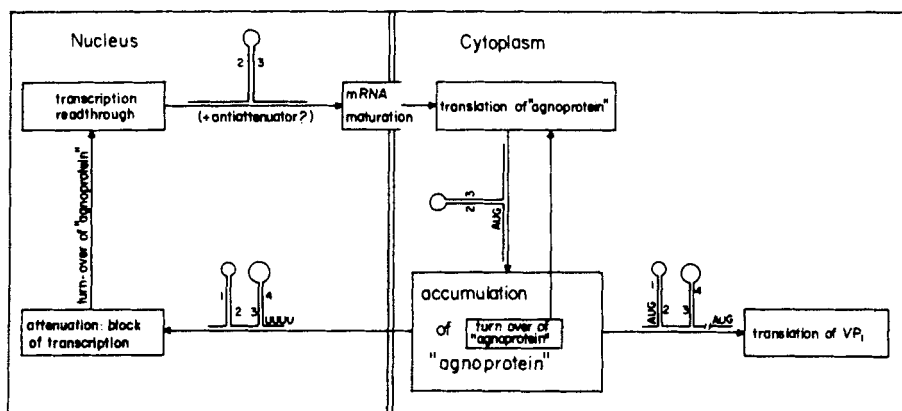 Nucleus
Cytoplasm
2 3
transcription
readthrough
(+antiattenuator?)
mRNA
maturation
translation of "agnoprotein"
turn-over of "agnoprotein"
2 3
AUG
1
2
3
4
UUUU
attenuation: block
of transcription
accumulation
of
turn over of
"agnoprotein"
"agnoprotein"
AUG
1
2
3
4
AUG
translation of VP1